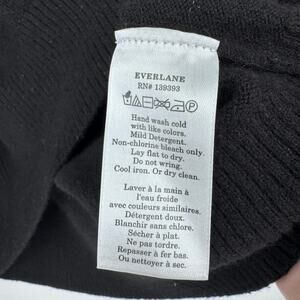 EVERLANE
RN# 139393
Hand wash cold
with like colors.
Mild Detergent.
Non-chlorine bleach only.
Lay flat to dry.
Do not wring.
Cool iron. Or dry clean.
Laver à la main à
l'eau froide
avec couleurs similaires.
Détergent doux.
Blanchir sans chlore.
Sécher à plat.
Ne pas tordre.
Repasser à fer bas.
Ou nettoyer à sec.